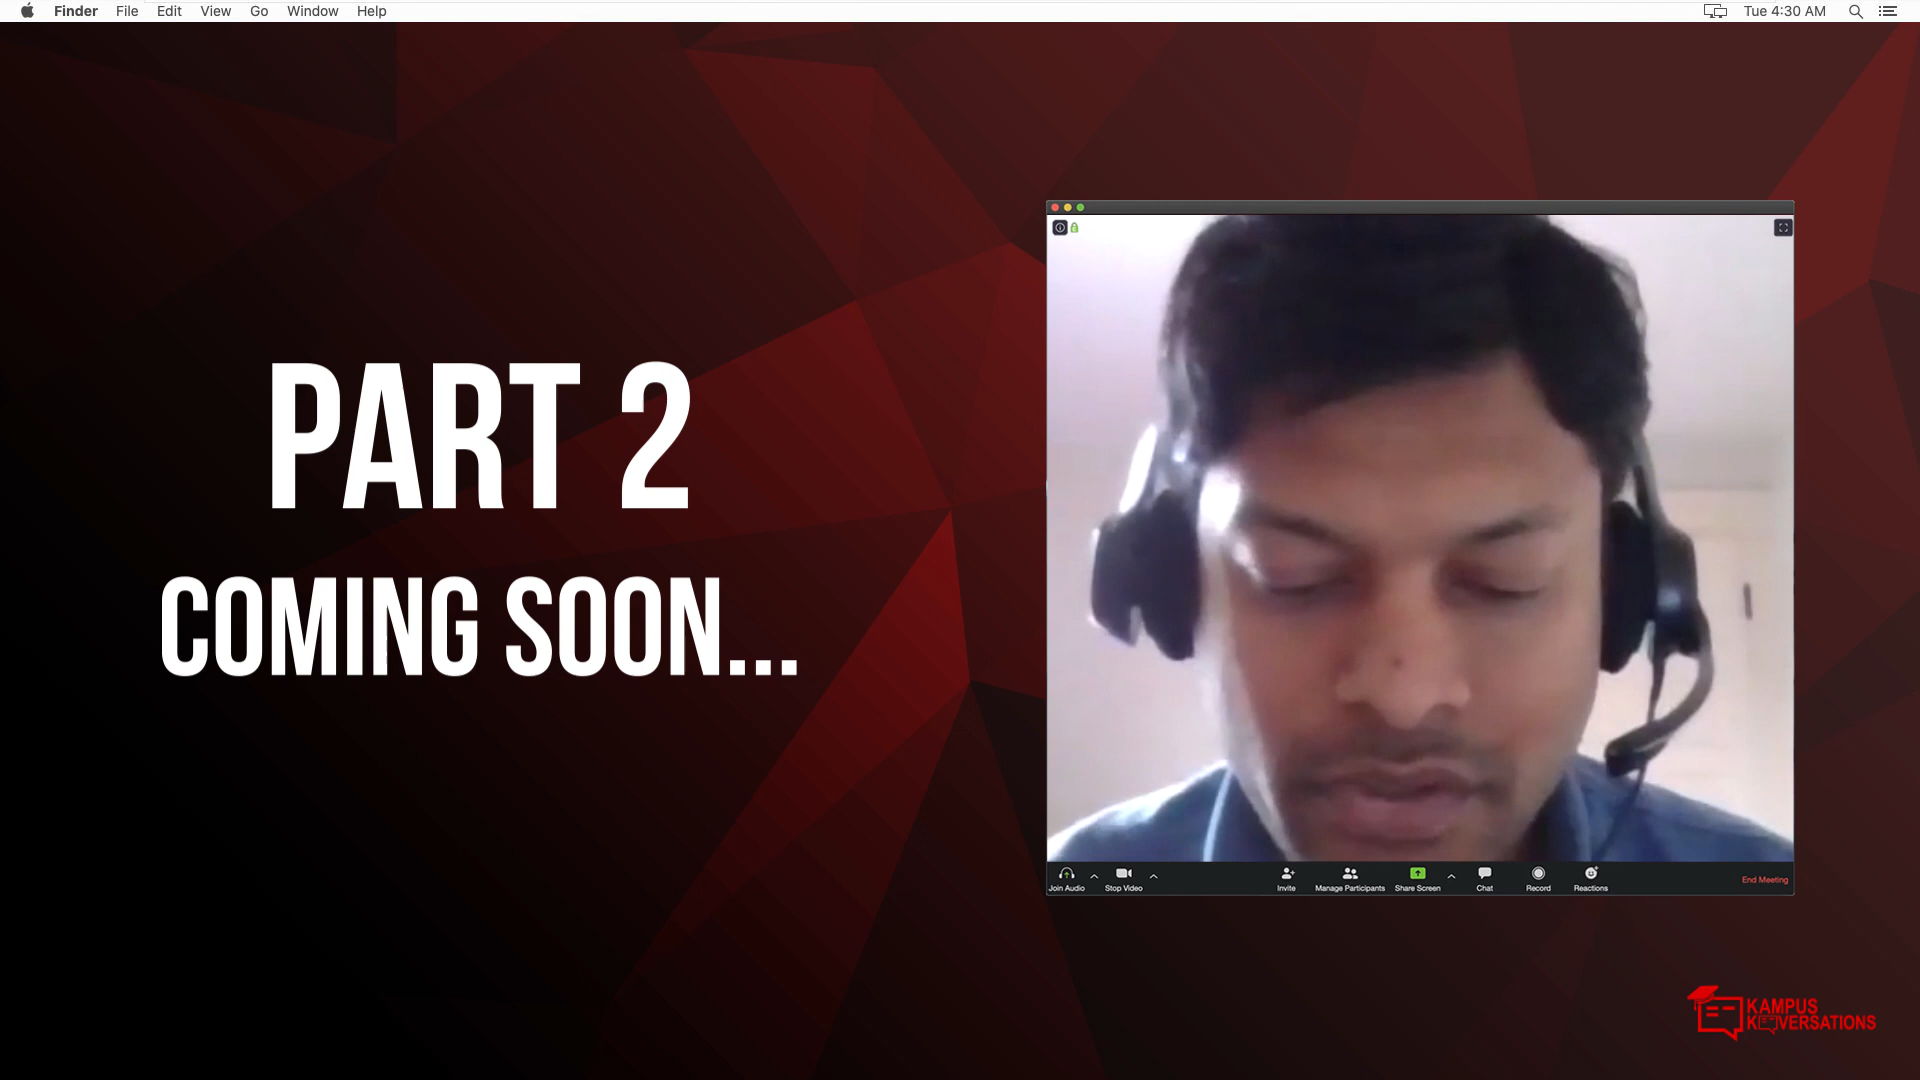 Finder File Edit View Go Window Help
Tue 4:30 AM
PART 2
COMING SOON...
Join Audio
Stop Video
Invite
Manage Participants
Share Screen
Chat
Record
Reactions
End Meeting
KAMPUS
KONVERSATIONS